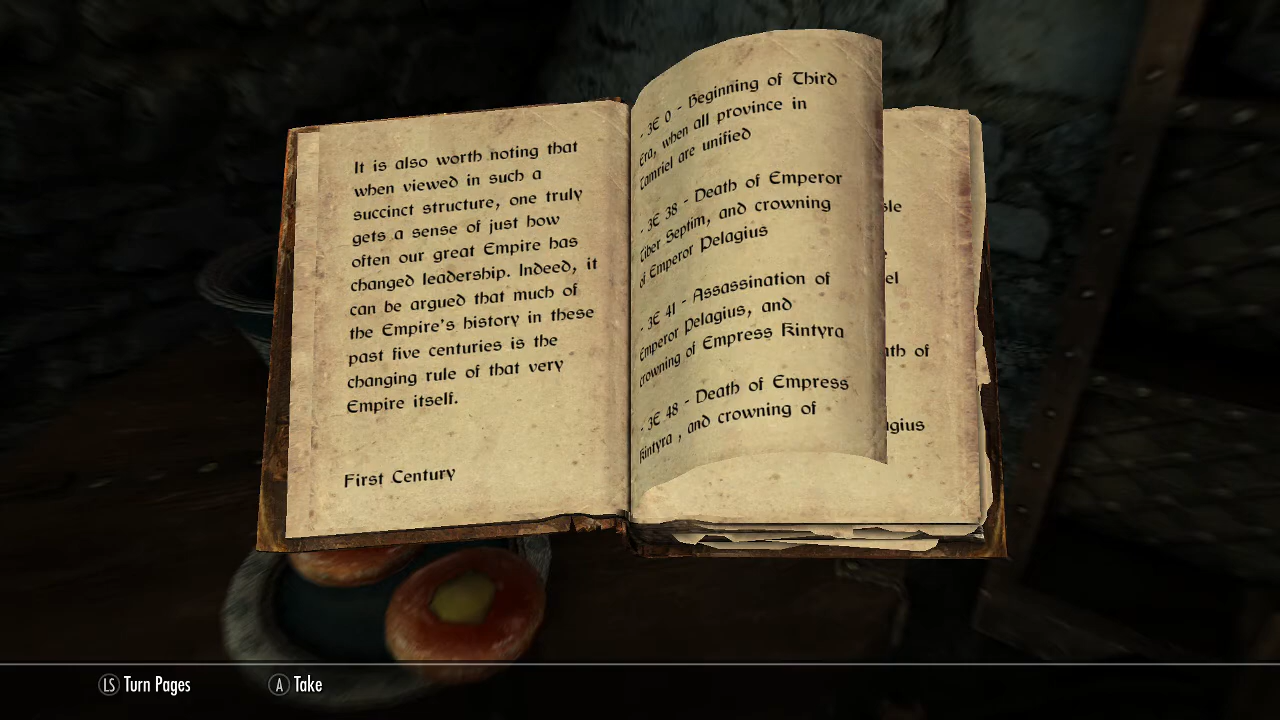 It is also worth noting that
when viewed in such a
succinct structure, one truly
gets a sense of just how
often our great Empire has
changed leadership. Indeed, it
can be argued that much of
the Empire's history in these
past five centuries is the
changing rule of that very
Empire itself.
First Century
- 3E 0 - Beginning of Third
Era, when all province in
Tamriel are unified
- 3E 38 - Death of Emperor
Tiber Septim, and crowning
of Emperor Pelagius
- 3E 41 - Assassination of
Emperor Pelagius, and
crowning of Empress Kintyra
- 3E 48 - Death of Empress
Kintyra , and crowning of
sle
el
ath of
lgius
LS Turn Pages
A Take